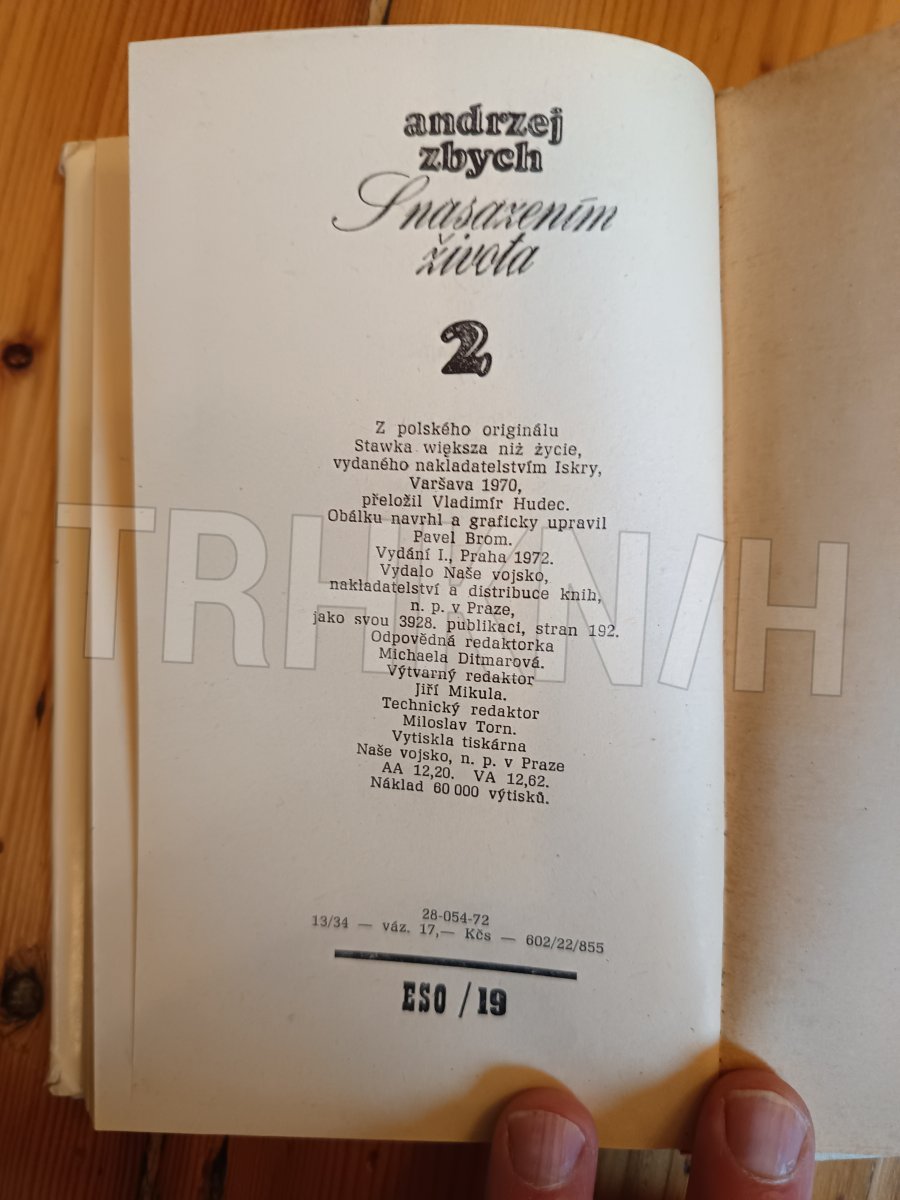 andrzej
zbych
S nasazením
života
2
Z polského originálu
Stawka większa niż życie,
vydaného nakladatelstvím Iskry,
Varšava 1970,
přeložil Vladimír Hudec.
Obálku navrhl a graficky upravil
Pavel Brom.
Vydání I., Praha 1972.
Vydalo Naše vojsko,
nakladatelství a distribuce knih,
n. p. v Praze,
jako svou 3928. publikaci, stran 192.
Odpovědná redaktorka
Michaela Ditmarová.
Výtvarný redaktor
Jiří Mikula.
Technický redaktor
Miloslav Torn.
Vytiskla tiskárna
Naše vojsko, n. p. v Praze
AA 12,20. VA 12,62.
Náklad 60 000 výtisků.
28-054-72
13/34 — váz. 17,— Kčs — 602/22/855
ESO / 19
TRHKNIH